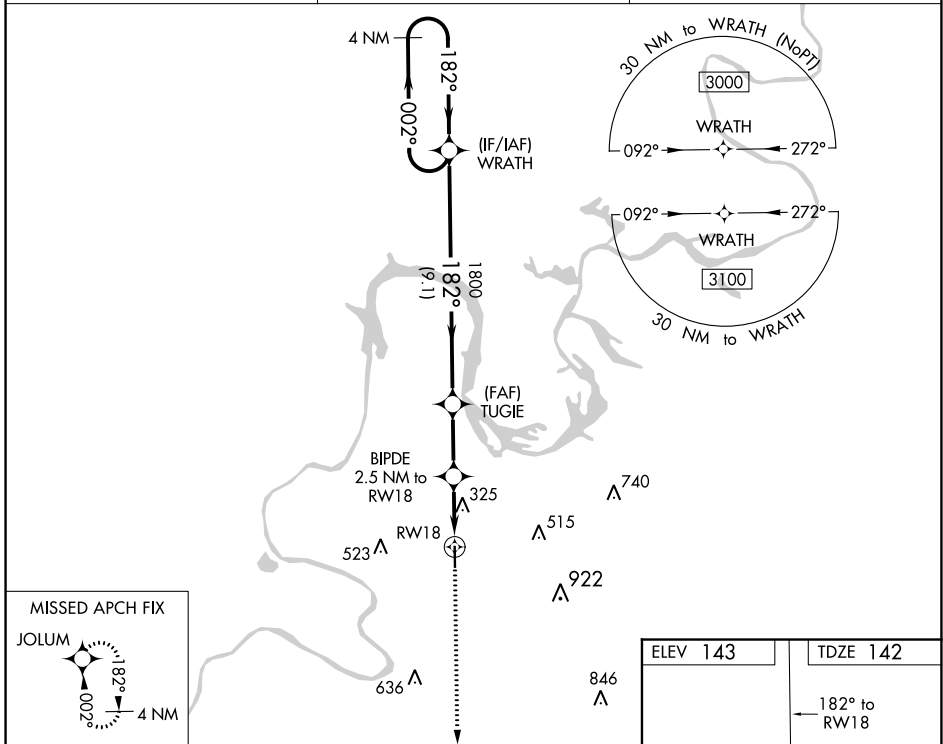 4 NM
182°
002°
(IF/IAF)
WRATH
30 NM to WRATH (NoPT)
3000
WRATH
092°
272°
092°
272°
WRATH
3100
30 NM to WRATH
1800
182°
(9.1)
(FAF)
TUGIE
BIPDE
2.5 NM to
RW18
325
740
515
RW18
523
922
636
846
MISSED APCH FIX
JOLUM
182°
002°
4 NM
ELEV 143
TDZE 142
182° to
RW18